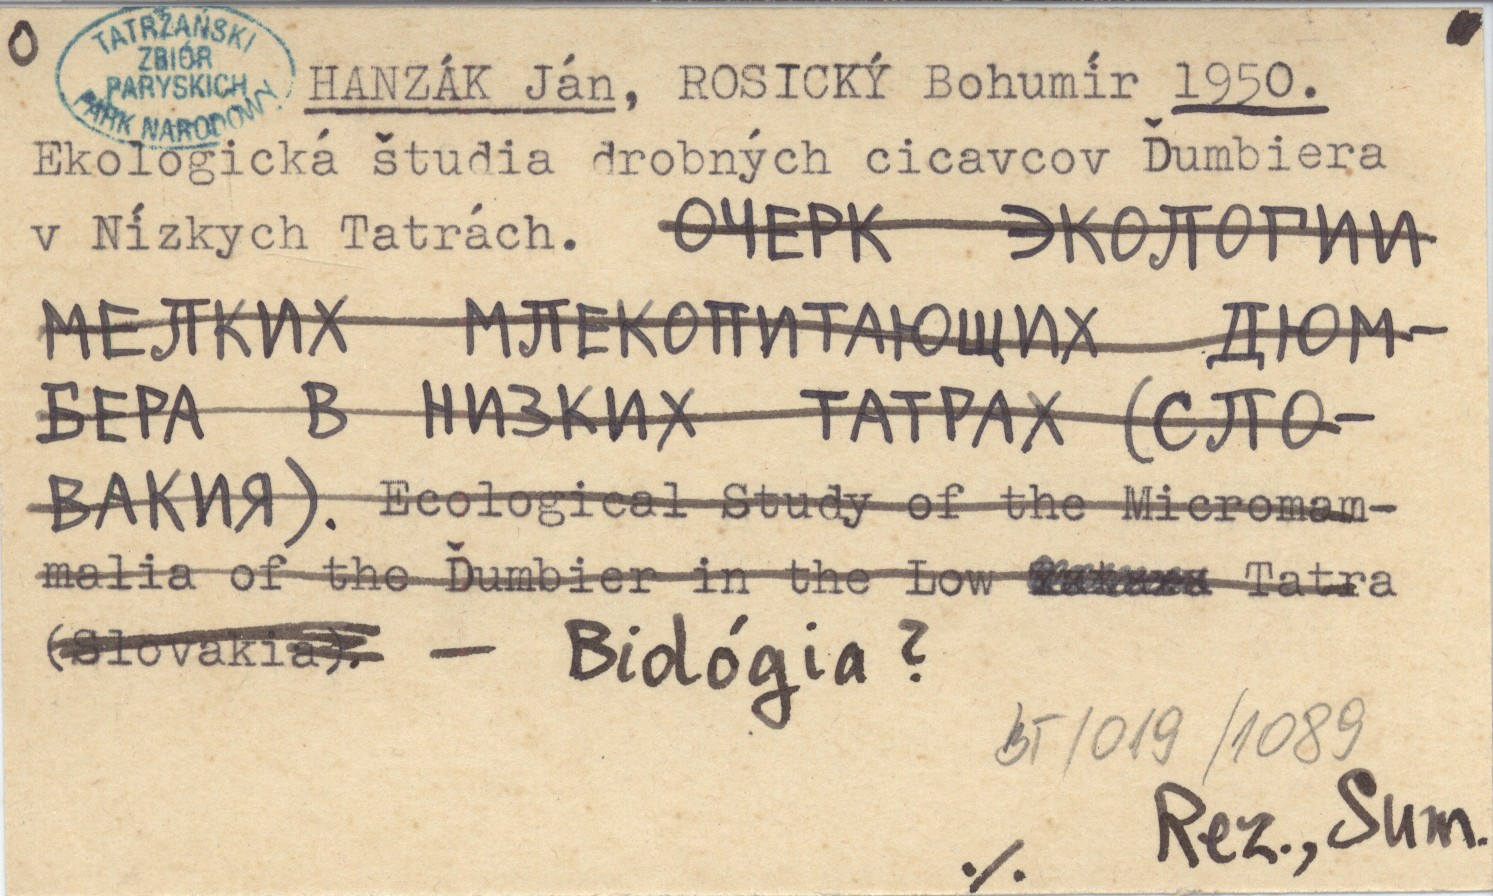 O
TATRZAŃSKI
ZBIÓR
PARYSKICH
PARK NARODOWY
HANZÁK Ján, ROSICKÝ Bohumír 1950.
Ekologická študia drobných cicavcov Ďumbiera
v Nízkych Tatrách. ОЧЕРК ЭКОЛОГИИ
МЕЛКИХ МЛЕКОПИТАЮЩИХ ДЮМ-
БЕРА В НИЗКИХ ТАТРАХ (СЛО-
ВАКИЯ). Ecological Study of the Micromam-
malia of the Ďumbier in the Low Tatra
(Slovakia). — Biológia?
BT/019/1089
Rez., Sum.
./.